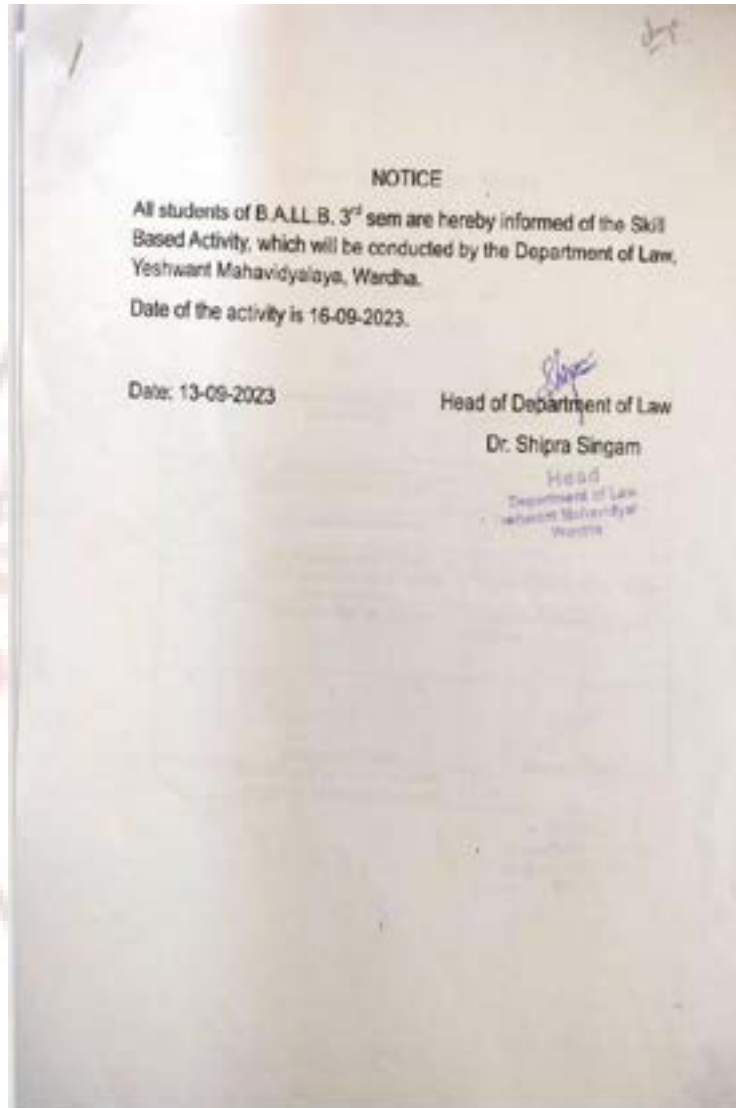 NOTICE
All students of B.A.LL.B. 3rd sem are hereby informed of the Skill
Based Activity, which will be conducted by the Department of Law,
Yeshwant Mahavidyalaya, Wardha.
Date of the activity is 16-09-2023.
Date: 13-09-2023
Head of Department of Law
Dr. Shipra Singam
Head
Department of Law
Wardha